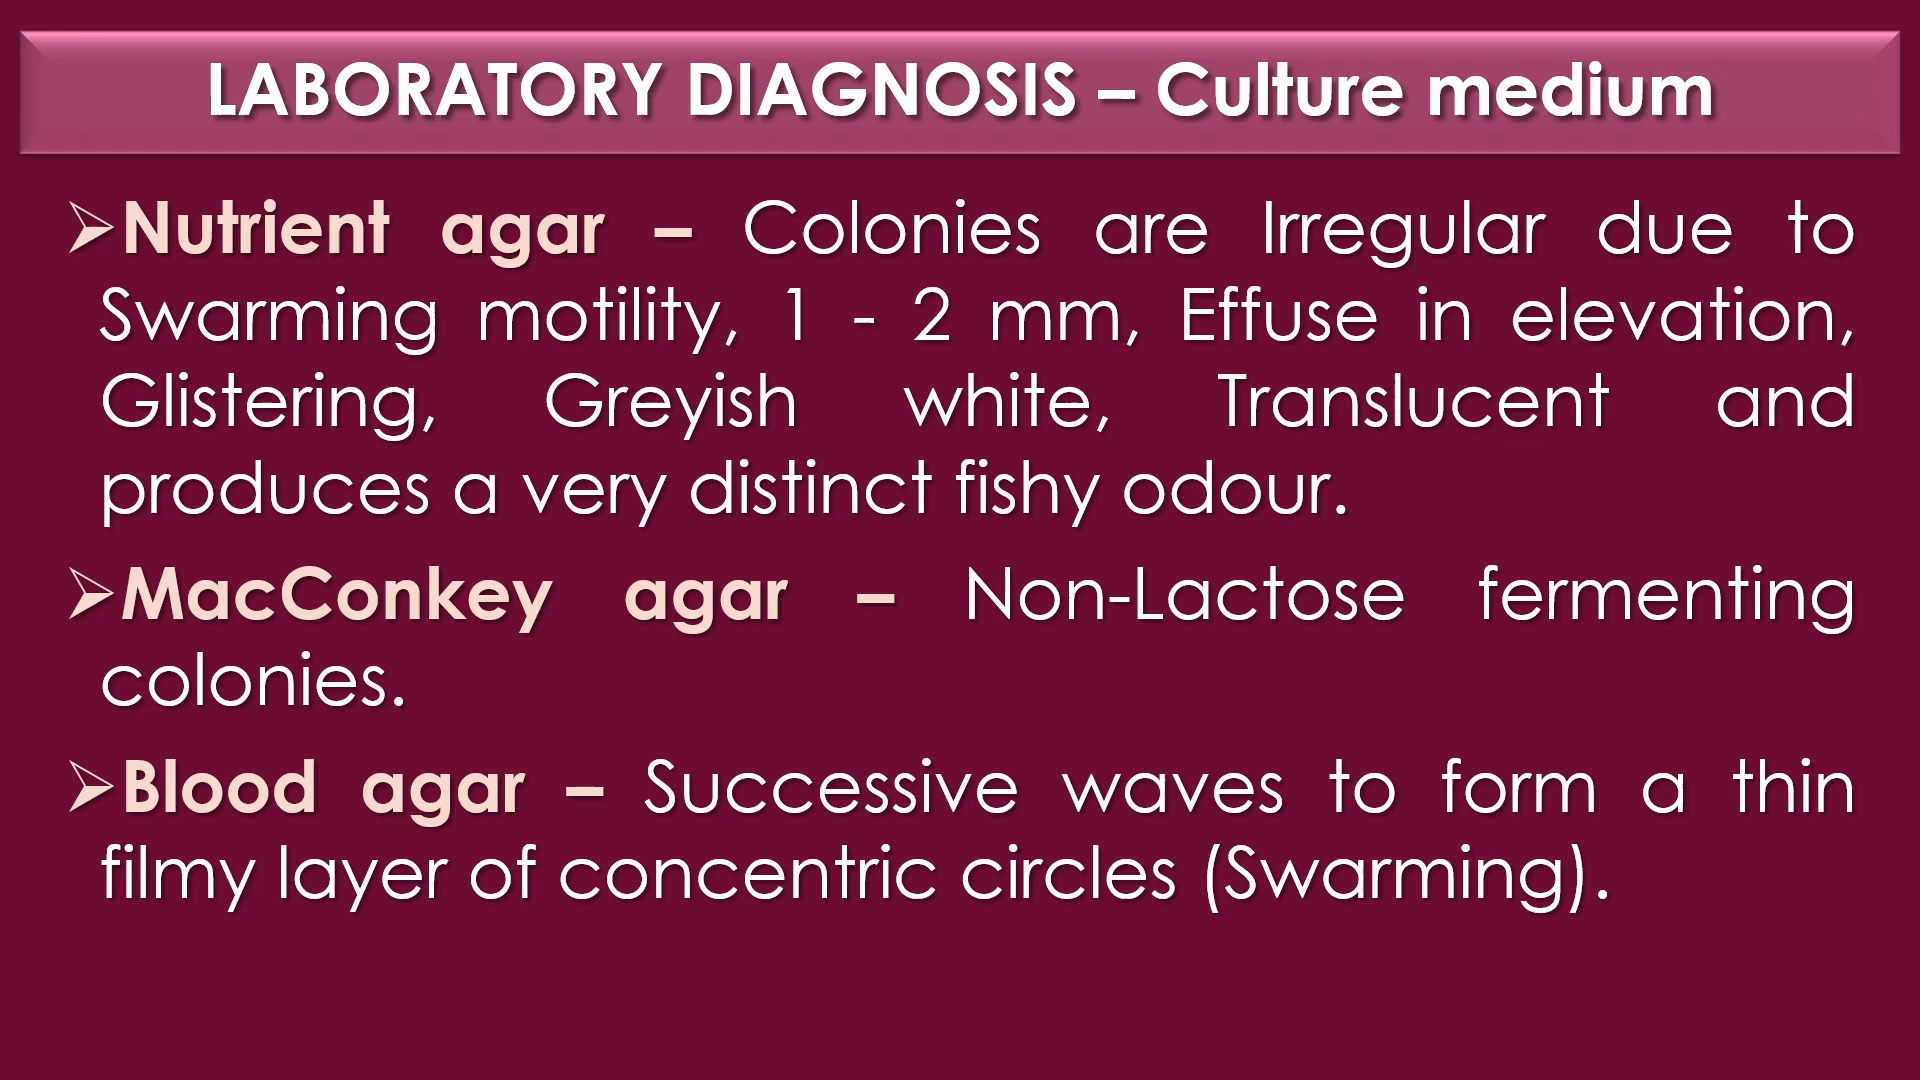 LABORATORY DIAGNOSIS – Culture medium
➢Nutrient agar – Colonies are Irregular due to
Swarming motility, 1 - 2 mm, Effuse in elevation,
Glistering, Greyish white, Translucent and
produces a very distinct fishy odour.
➢MacConkey agar – Non-Lactose fermenting
colonies.
➢Blood agar – Successive waves to form a thin
filmy layer of concentric circles (Swarming).